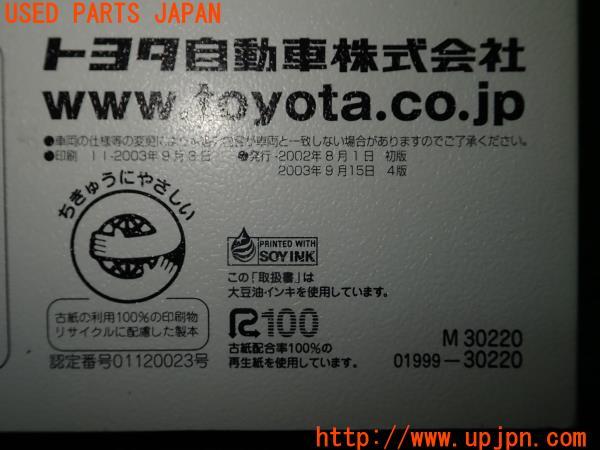 USED PARTS JAPAN
トヨタ自動車株式会社
www.toyota.co.jp
●車両の仕様等の変更により 内容が車両と一致しない場合がありますのでご了承ください。
●印刷 11-2003年9月3日 ●発行-2002年8月1日 初版
2003年9月15日 4版
ちきゅうにやさしい
古紙の利用100%の印刷物
リサイクルに配慮した製本
認定番号01120023号
PRINTED WITH
SOY INK
この「取扱書」は
大豆油インキを使用しています。
R100
古紙配合率100%の
再生紙を使用しています。
M 30220
01999-30220
http://www.upjpn.com/